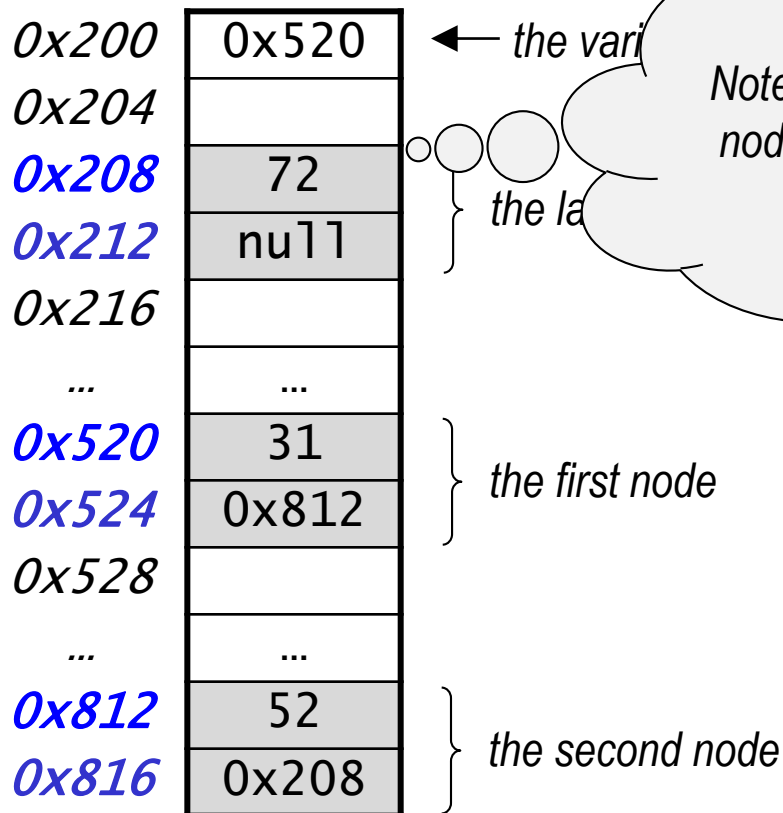 0x200 0x520 the vari
0x204 Note
nod
0x208 72
the la
0x212 null
0x216
... ...
0x520 31
the first node
0x524 0x812
0x528
... ...
0x812 52
the second node
0x816 0x208